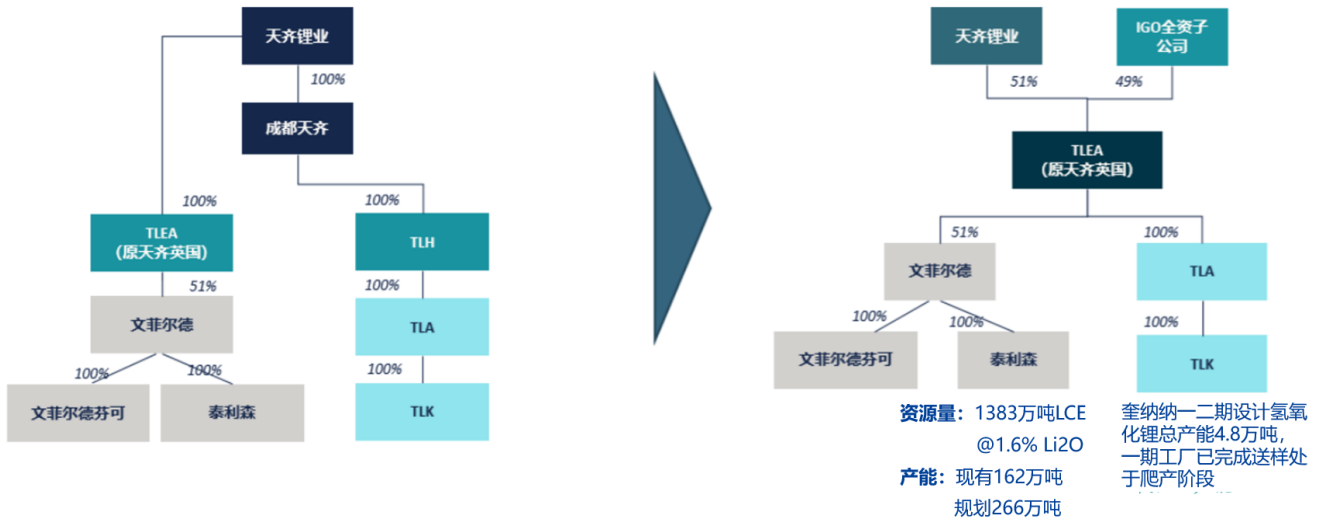 天齐锂业
100%
成都天齐
100%
100%
TLEA
(原天齐英国)
TLH
51%
100%
文菲尔德
TLA
100%
100%
100%
文菲尔德芬可
泰利森
TLK
天齐锂业
IGO全资子
公司
51%
49%
TLEA
(原天齐英国)
51%
100%
文菲尔德
TLA
100%
100%
100%
文菲尔德芬可
泰利森
TLK
资源量：1383万吨LCE
@1.6% Li2O
产能：现有162万吨
规划266万吨
奎纳纳一二期设计氢氧
化锂总产能4.8万吨，
一期工厂已完成送样处
于爬产阶段